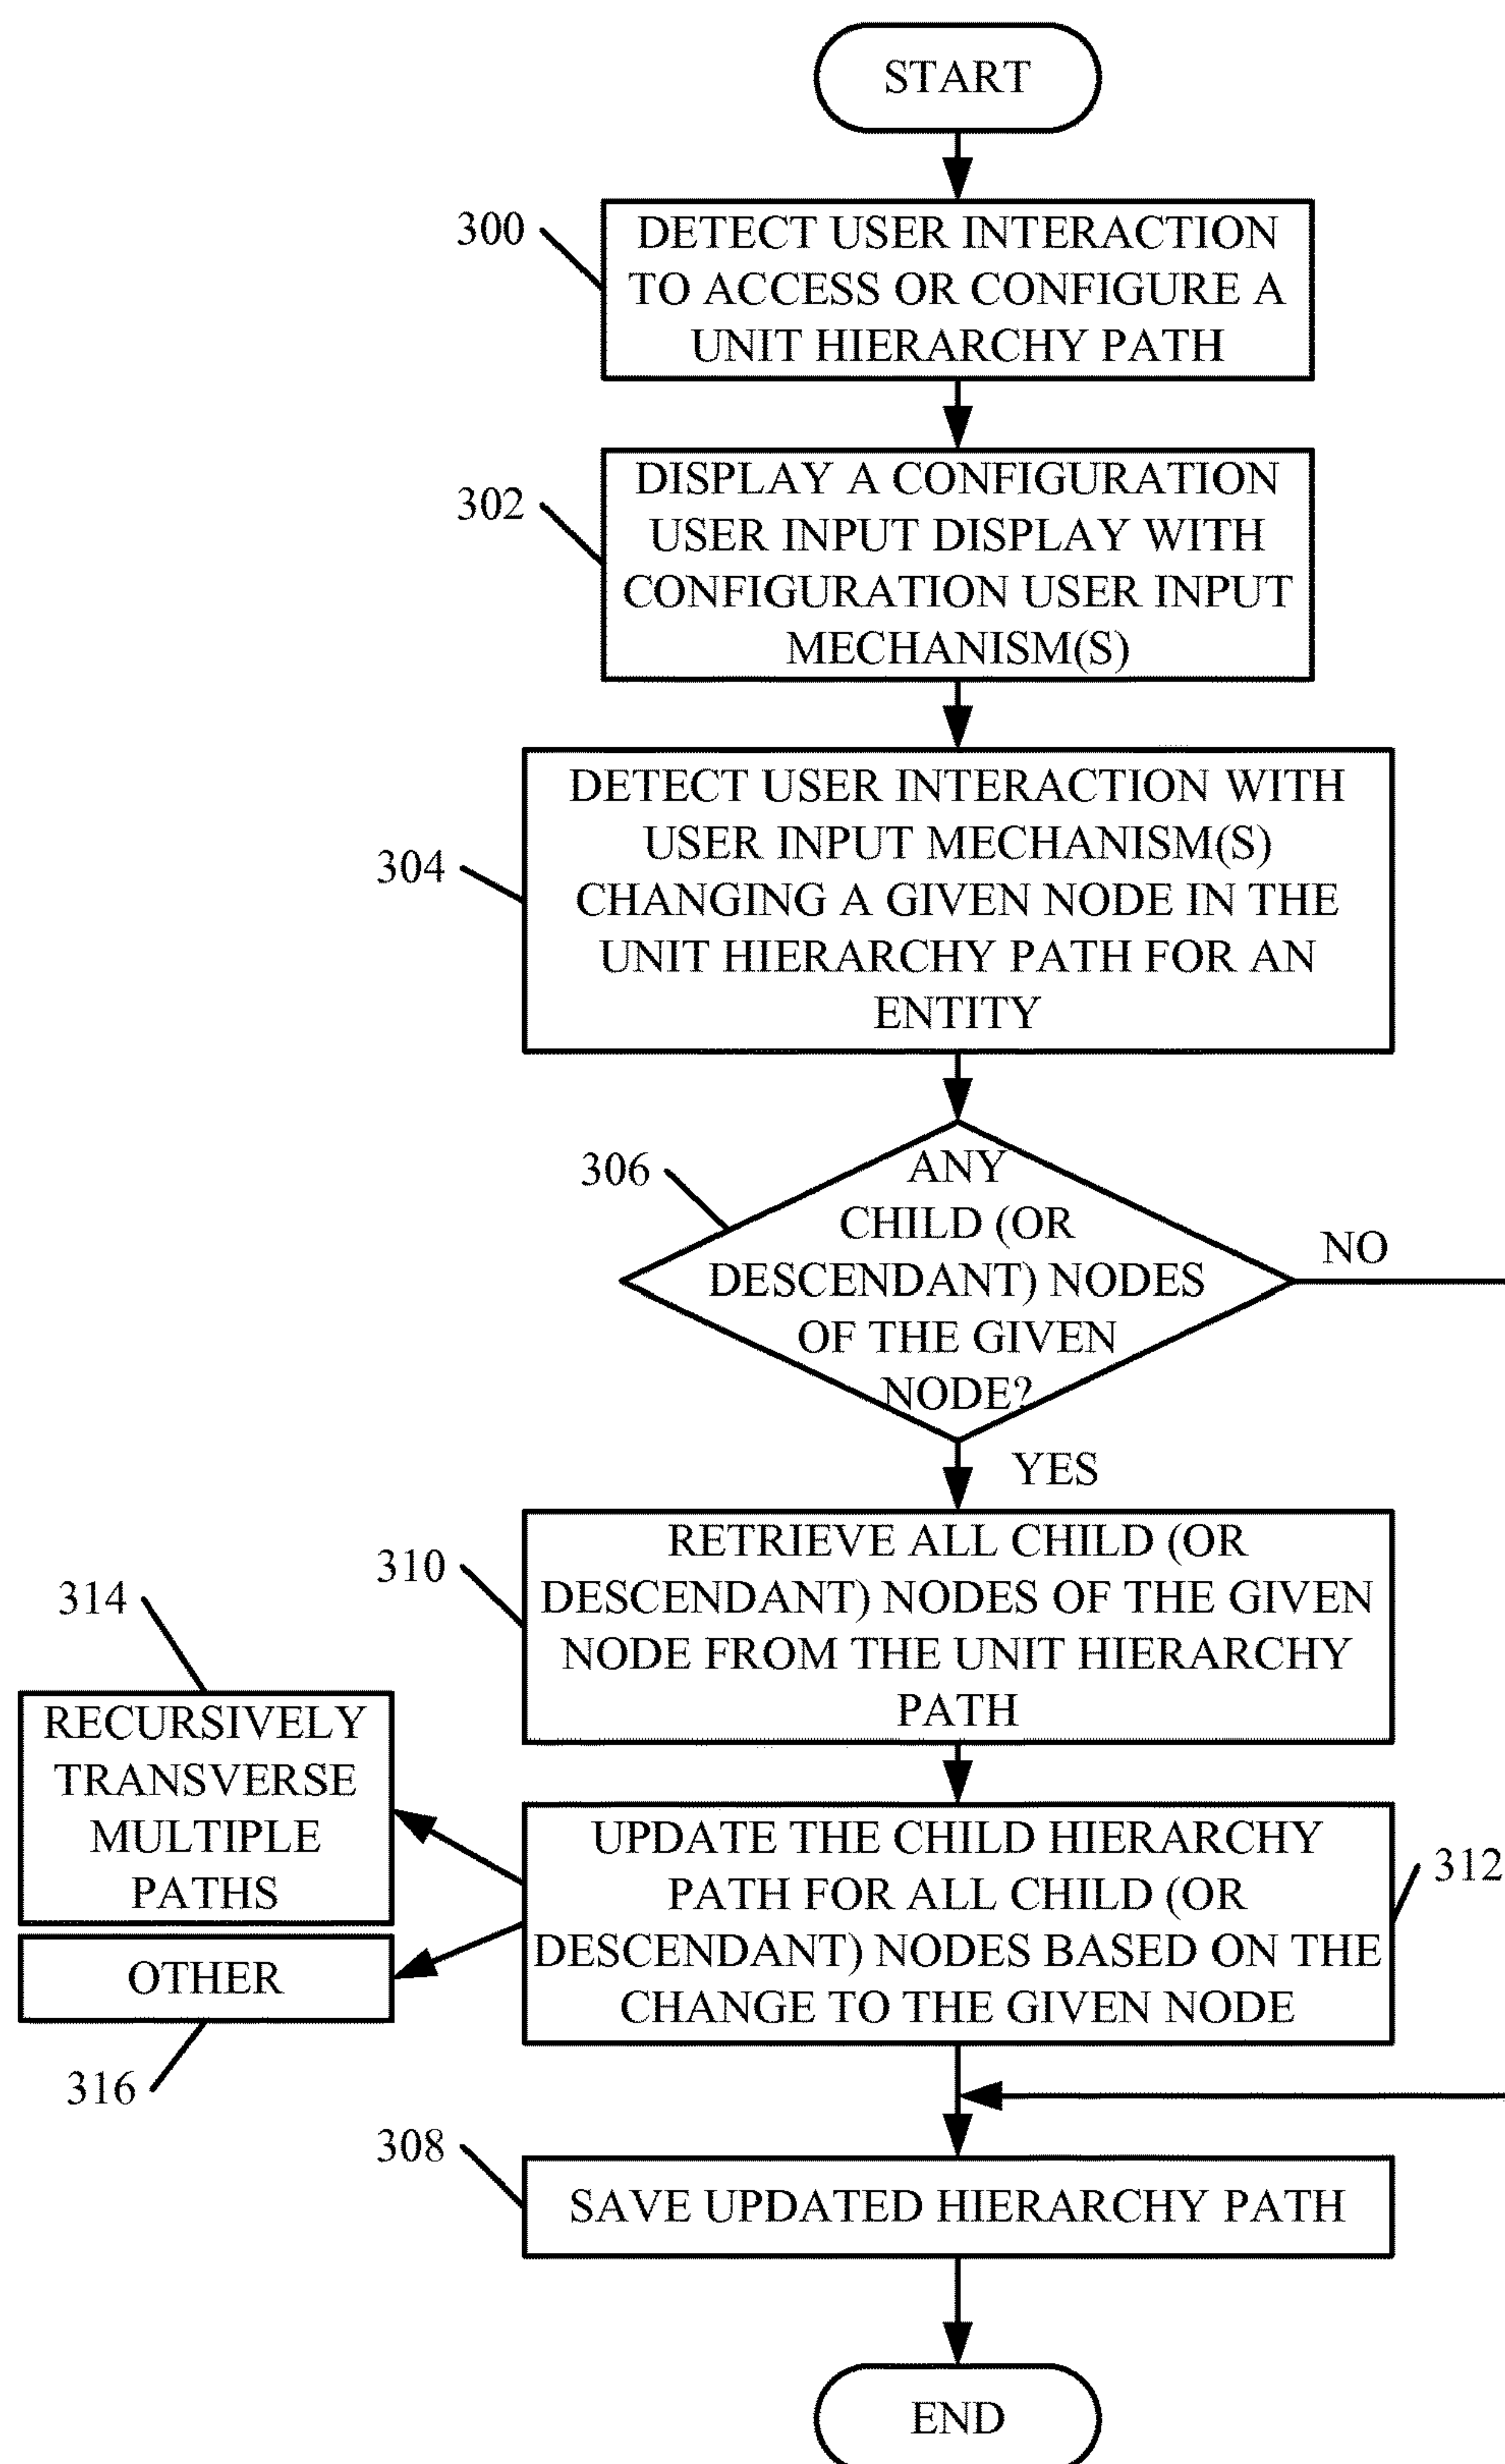 START
300
DETECT USER INTERACTION
TO ACCESS OR CONFIGURE A
UNIT HIERARCHY PATH
302
DISPLAY A CONFIGURATION
USER INPUT DISPLAY WITH
CONFIGURATION USER INPUT
MECHANISM(S)
304
DETECT USER INTERACTION WITH
USER INPUT MECHANISM(S)
CHANGING A GIVEN NODE IN THE
UNIT HIERARCHY PATH FOR AN
ENTITY
306
ANY
CHILD (OR
DESCENDANT) NODES
OF THE GIVEN
NODE?
NO
YES
310
RETRIEVE ALL CHILD (OR
DESCENDANT) NODES OF THE GIVEN
NODE FROM THE UNIT HIERARCHY
PATH
314
RECURSIVELY
TRANSVERSE
MULTIPLE
PATHS
UPDATE THE CHILD HIERARCHY
PATH FOR ALL CHILD (OR
DESCENDANT) NODES BASED ON THE
CHANGE TO THE GIVEN NODE
312
OTHER
316
308
SAVE UPDATED HIERARCHY PATH
END